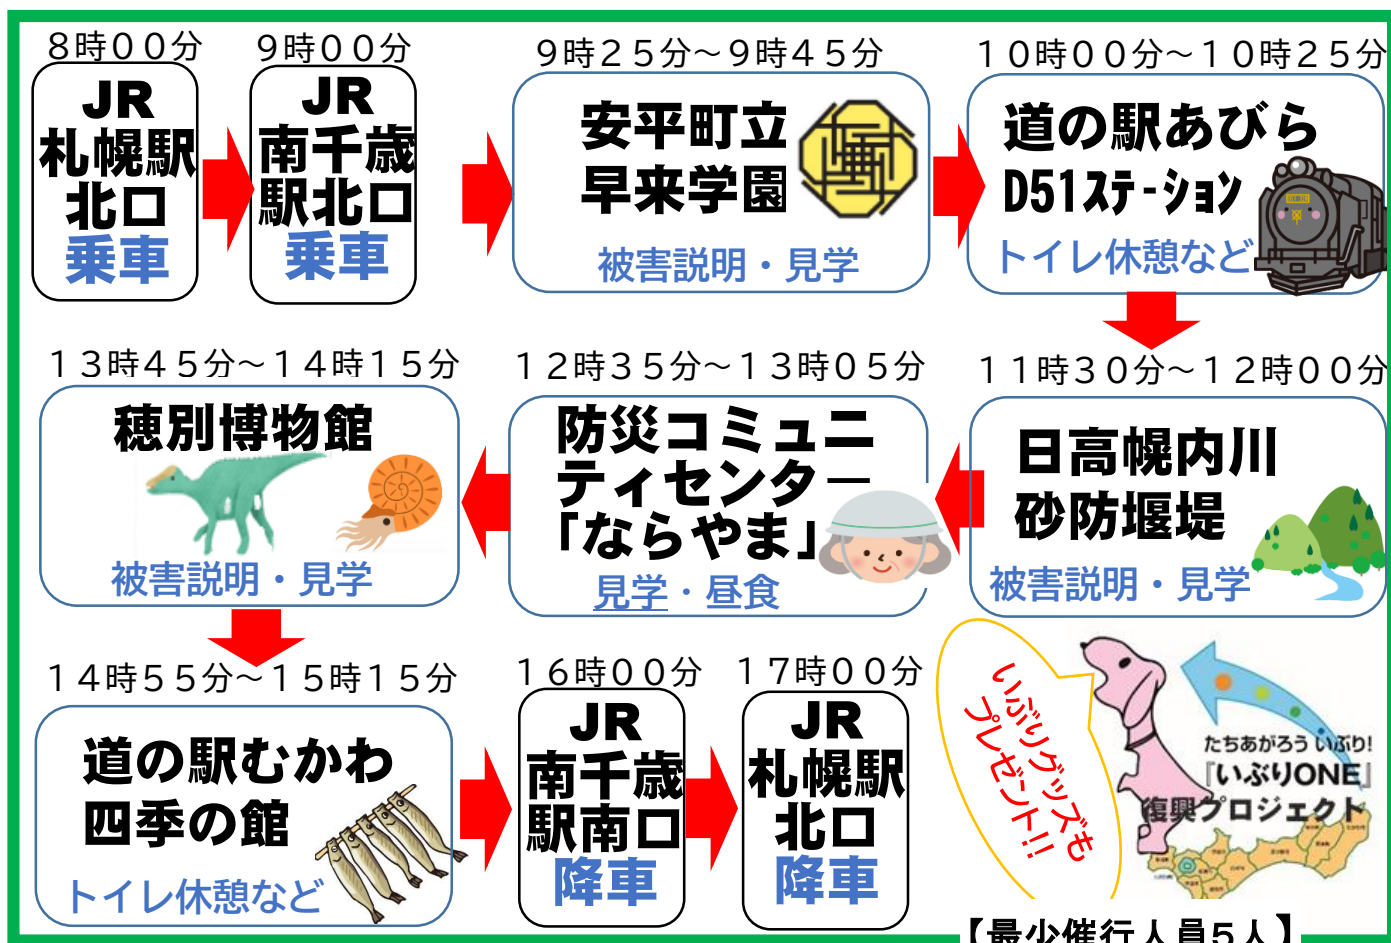 ８時００分
JR
札幌駅
北口
乗車
９時００分
JR
南千歳
駅北口
乗車
９時２５分～９時４５分
安平町立
早来学園
被害説明・見学
１０時００分～１０時２５分
道の駅あびら
D51ｽﾃｰｼｮﾝ
トイレ休憩など
１１時３０分～１２時００分
日高幌内川
砂防堰堤
被害説明・見学
１２時３５分～１３時０５分
防災コミュニ
ティセンター
「ならやま」
見学・昼食
１３時４５分～１４時１５分
穂別博物館
被害説明・見学
１４時５５分～１５時１５分
道の駅むかわ
四季の館
トイレ休憩など
１６時００分
JR
南千歳
駅南口
降車
１７時００分
JR
札幌駅
北口
降車
いぶりグッズも
プレゼント!!
たちあがろう いぶり!
『いぶりONE』
復興プロジェクト
【最少催行人員5人】